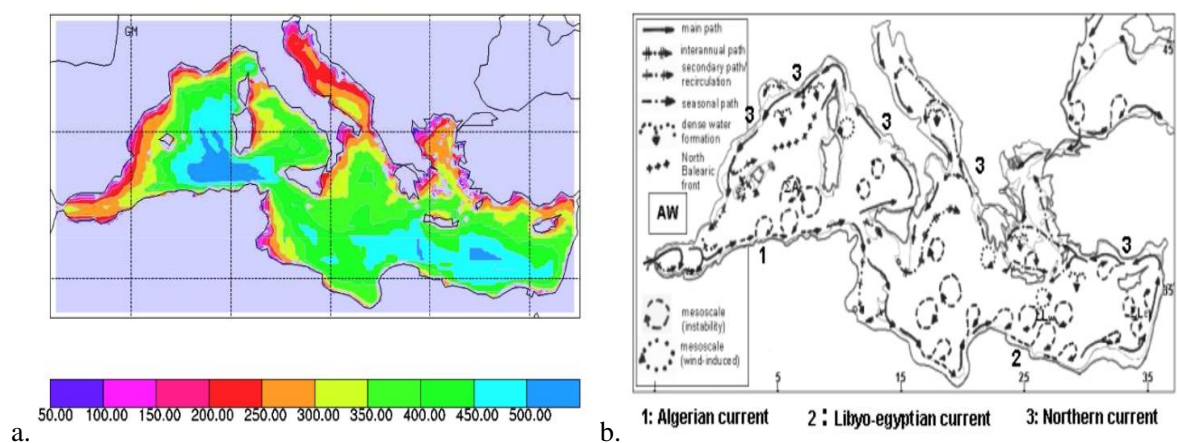 GM
50.00 100.00 150.00 200.00 250.00 300.00 350.00 400.00 450.00 500.00
a.
main path
interannual path
secondary path/
recirculation
seasonal path
dense water
formation
North
Balearic
front
AW
mesoscale
(instability)
mesoscale
(wind-induced)
3
3
3
3
3
1
2
45
35
5 15 25 35
1: Algerian current 2 : Libyo-egyptian current 3: Northern current
b.